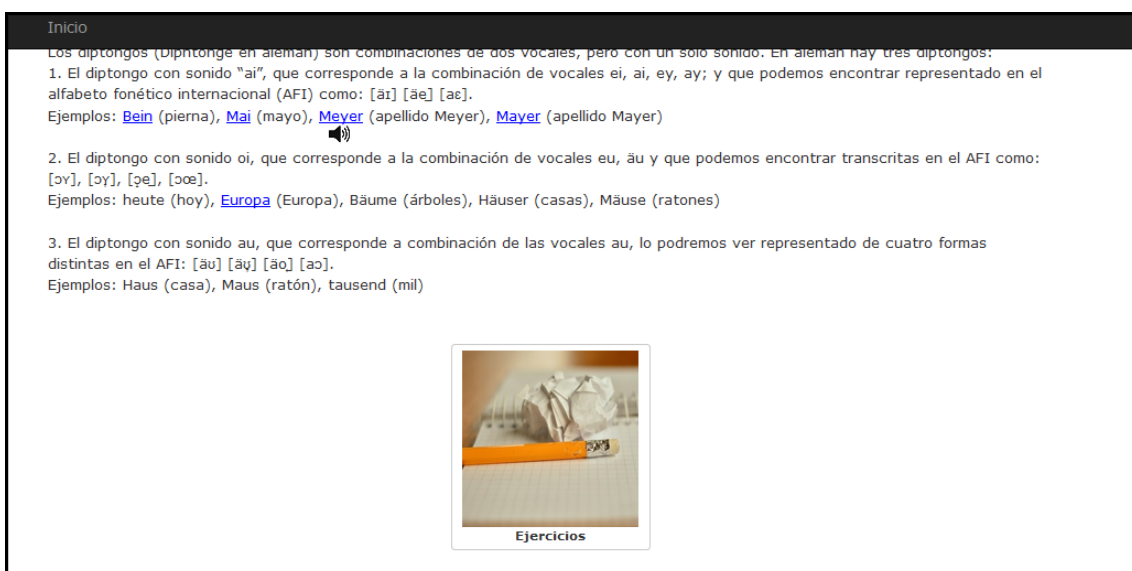 Inicio
Los diptongos (Diphtonge en alemán) son combinaciones de dos vocales, pero con un solo sonido. En alemán hay tres diptongos:
1. El diptongo con sonido “ai”, que corresponde a la combinación de vocales ei, ai, ey, ay; y que podemos encontrar representado en el
alfabeto fonético internacional (AFI) como: [äɪ] [äe̯] [aɛ].
Ejemplos: Bein (pierna), Mai (mayo), Meyer (apellido Meyer), Mayer (apellido Mayer)
2. El diptongo con sonido oi, que corresponde a la combinación de vocales eu, äu y que podemos encontrar transcritas en el AFI como:
[ɔʏ], [ɔy̯], [ɔ̞e̯], [ɔœ].
Ejemplos: heute (hoy), Europa (Europa), Bäume (árboles), Häuser (casas), Mäuse (ratones)
3. El diptongo con sonido au, que corresponde a combinación de las vocales au, lo podremos ver representado de cuatro formas
distintas en el AFI: [äʊ] [äʊ̯] [äo̯] [aɔ].
Ejemplos: Haus (casa), Maus (ratón), tausend (mil)
Ejercicios